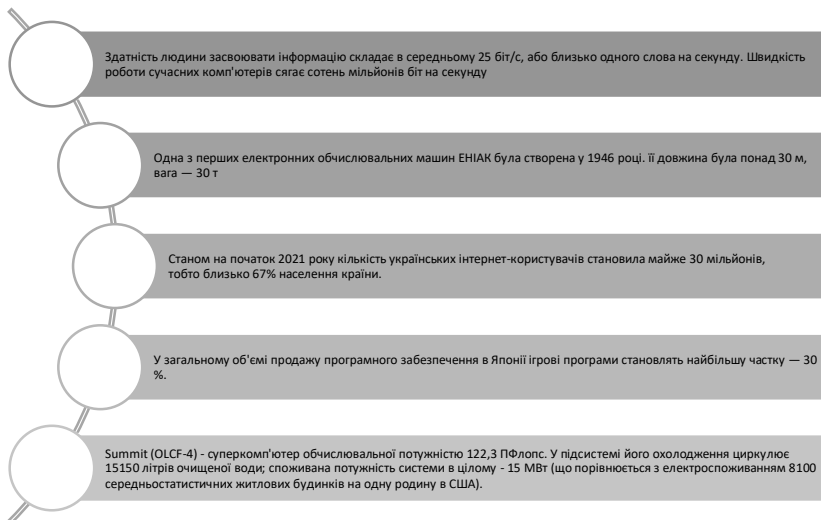 Здатність людини засвоювати інформацію складає в середньому 25 біт/с, або близько одного слова на секунду. Швидкість
роботи сучасних комп'ютерів сягає сотень мільйонів біт на секунду
Одна з перших електронних обчислювальних машин ЕНІАК була створена у 1946 році. її довжина була понад 30 м,
вага — 30 т
Станом на початок 2021 року кількість українських інтернет-користувачів становила майже 30 мільйонів,
тобто близько 67% населення країни.
У загальному об'ємі продажу програмного забезпечення в Японії ігрові програми становлять найбільшу частку — 30
%.
Summit (OLCF-4) - суперкомп'ютер обчислювальної потужністю 122,3 ПФлопс. У підсистемі його охолодження циркулює
15150 літрів очищеної води; споживана потужність системи в цілому - 15 МВт (що порівнюється з електроспоживанням 8100
середньостатистичних житлових будинків на одну родину в США).